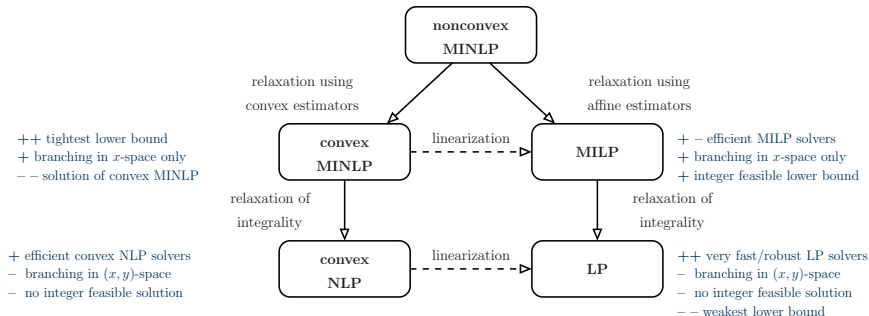 nonconvex
MINLP
relaxation using
convex estimators
relaxation using
affine estimators
++ tightest lower bound
+ branching in x-space only
– – solution of convex MINLP
convex
MINLP
linearization
MILP
+ – efficient MILP solvers
+ branching in x-space only
+ integer feasible lower bound
relaxation of
integrality
relaxation of
integrality
+ efficient convex NLP solvers
– branching in (x, y)-space
– no integer feasible solution
convex
NLP
linearization
LP
++ very fast/robust LP solvers
– branching in (x, y)-space
– no integer feasible solution
– – weakest lower bound